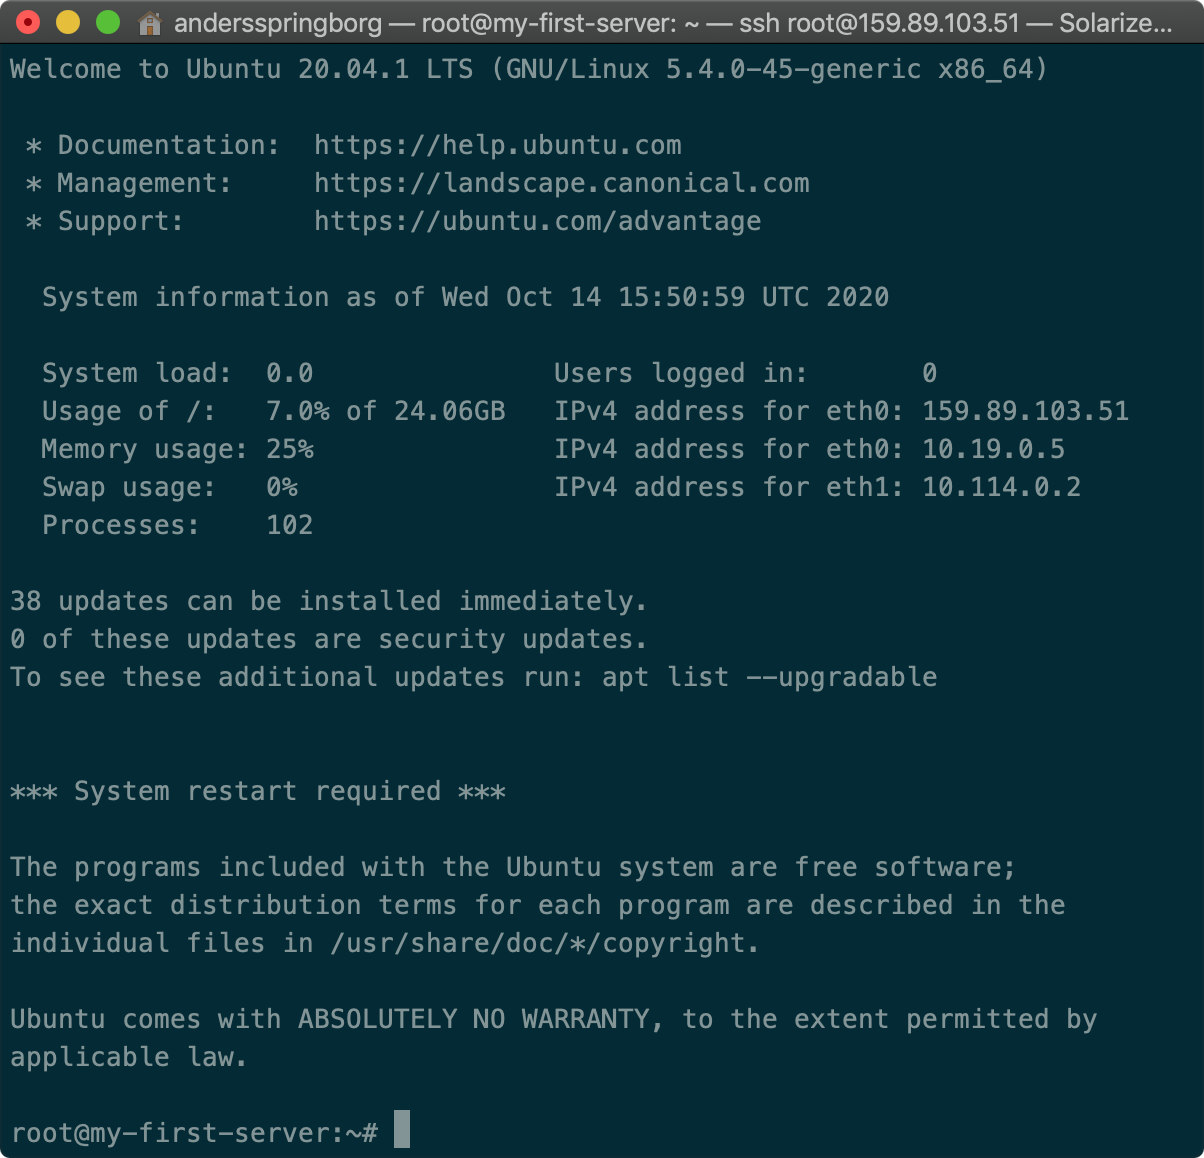 andersspringborg — root@my-first-server: ~ — ssh root@159.89.103.51 — Solarize...
Welcome to Ubuntu 20.04.1 LTS (GNU/Linux 5.4.0-45-generic x86_64)
* Documentation:  https://help.ubuntu.com
* Management:     https://landscape.canonical.com
* Support:        https://ubuntu.com/advantage
System information as of Wed Oct 14 15:50:59 UTC 2020
System load:  0.0               Users logged in:       0
Usage of /:   7.0% of 24.06GB   IPv4 address for eth0: 159.89.103.51
Memory usage: 25%               IPv4 address for eth0: 10.19.0.5
Swap usage:   0%                IPv4 address for eth1: 10.114.0.2
Processes:    102
38 updates can be installed immediately.
0 of these updates are security updates.
To see these additional updates run: apt list --upgradable
*** System restart required ***
The programs included with the Ubuntu system are free software;
the exact distribution terms for each program are described in the
individual files in /usr/share/doc/*/copyright.
Ubuntu comes with ABSOLUTELY NO WARRANTY, to the extent permitted by
applicable law.
root@my-first-server:~#